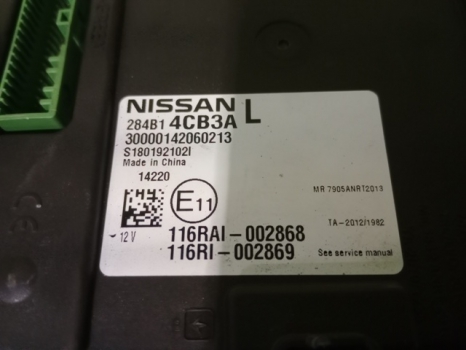 NISSAN L
284B1 4CB3A
30000142060213
S180192102I
Made in China
14220
MR 7905ANRT2013
E11
TA-2012/1982
12V
116RAI-002868
116RI-002869
See service manual